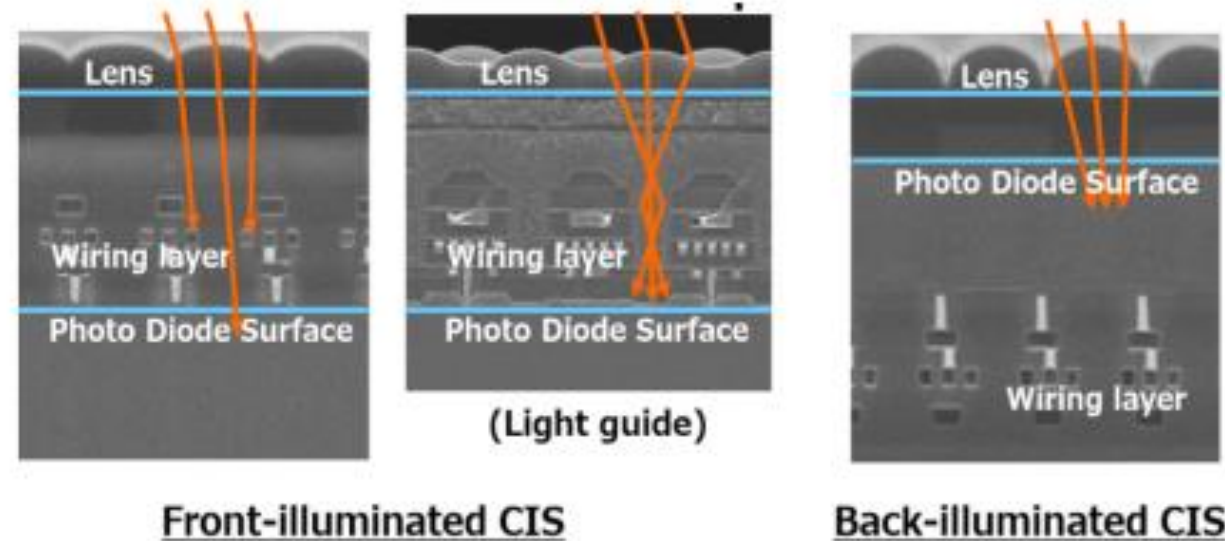 Lens
Wiring layer
Photo Diode Surface
Lens
Wiring layer
Photo Diode Surface
(Light guide)
Lens
Photo Diode Surface
Wiring layer
Front-illuminated CIS
Back-illuminated CIS